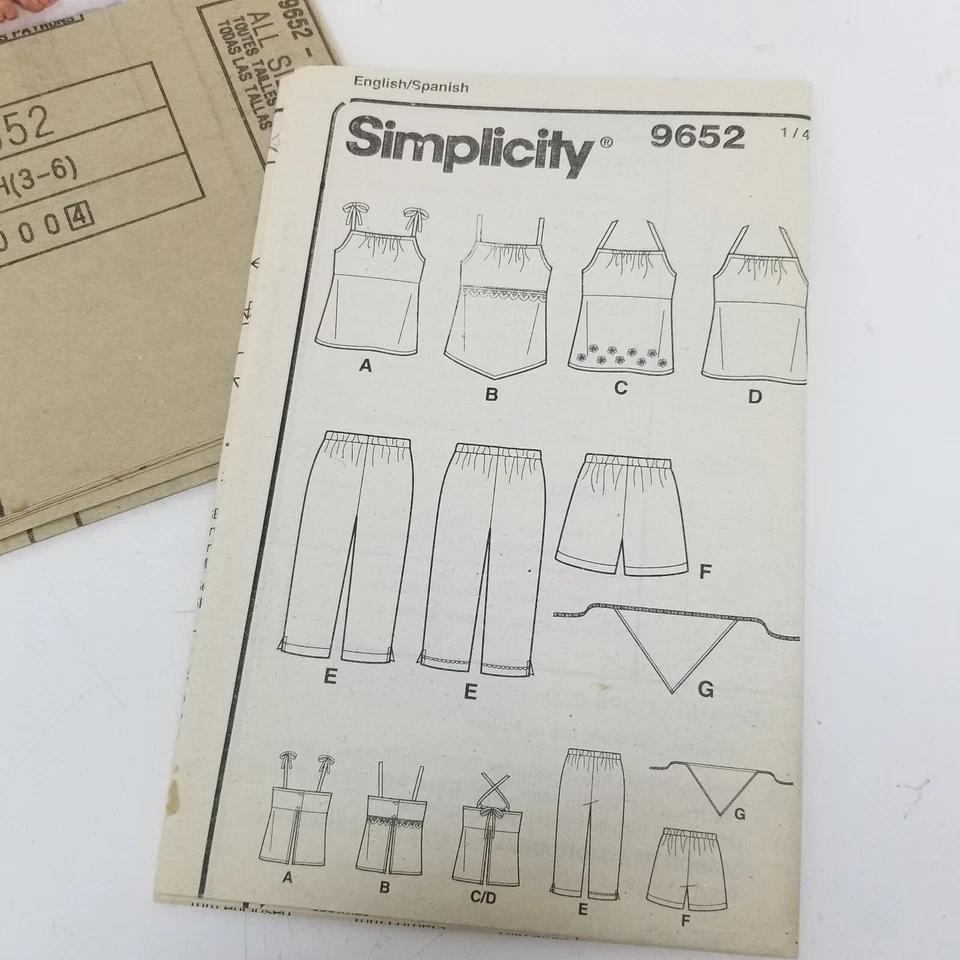 9652 -
ALL SI
TOUTES TAILLES
TODAS LAS TALLAS
652
H(3-6)
0 0 0 4
English/Spanish
Simplicity® 9652 1/4
A
B
C
D
E
E
F
G
A
B
C/D
E
F
G